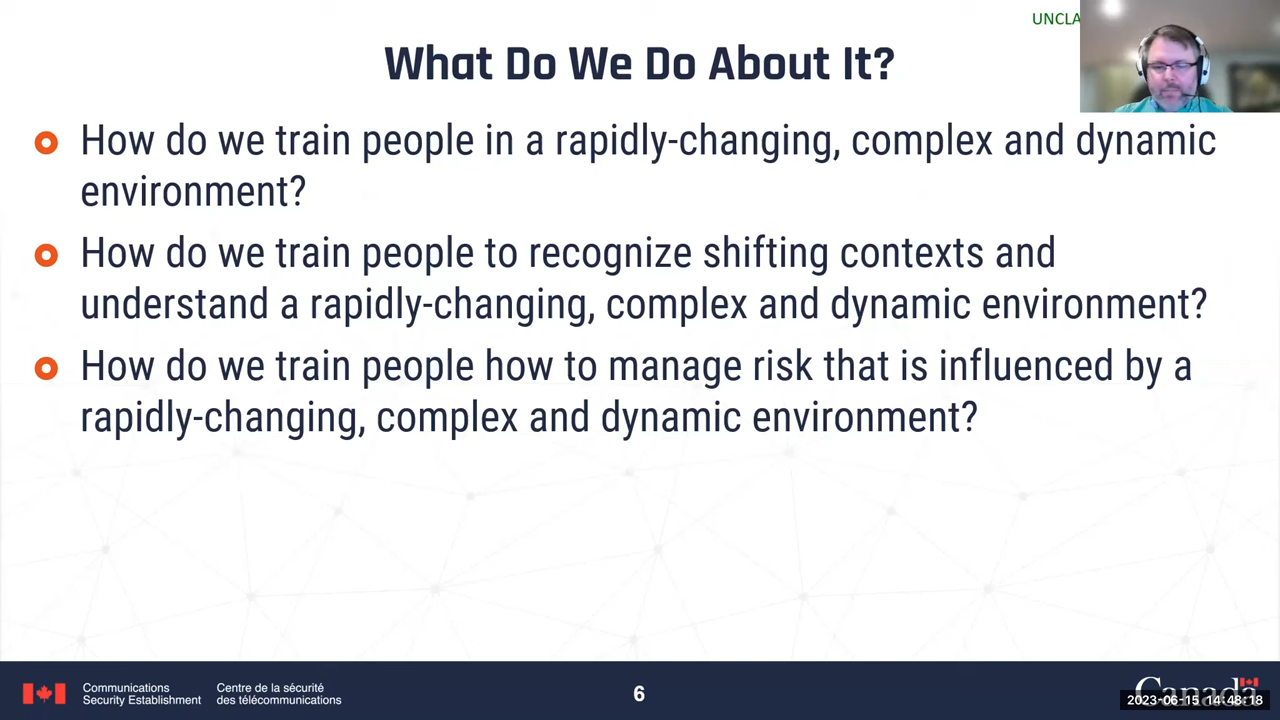 UNCLA
What Do We Do About It?
How do we train people in a rapidly-changing, complex and dynamic
environment?
How do we train people to recognize shifting contexts and
understand a rapidly-changing, complex and dynamic environment?
How do we train people how to manage risk that is influenced by a
rapidly-changing, complex and dynamic environment?
Communications
Security Establishment
Centre de la sécurité
des télécommunications
6
Canada
2023-06-15 14:48:18